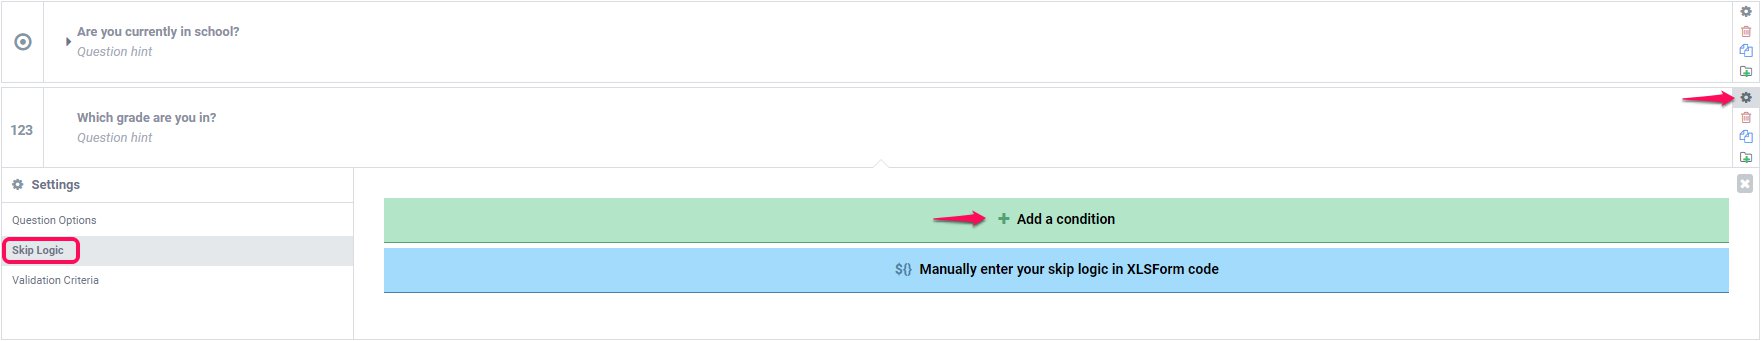 Are you currently in school?
Question hint
123
Which grade are you in?
Question hint
Settings
Question Options
Skip Logic
Validation Criteria
+ Add a condition
${} Manually enter your skip logic in XLSForm code